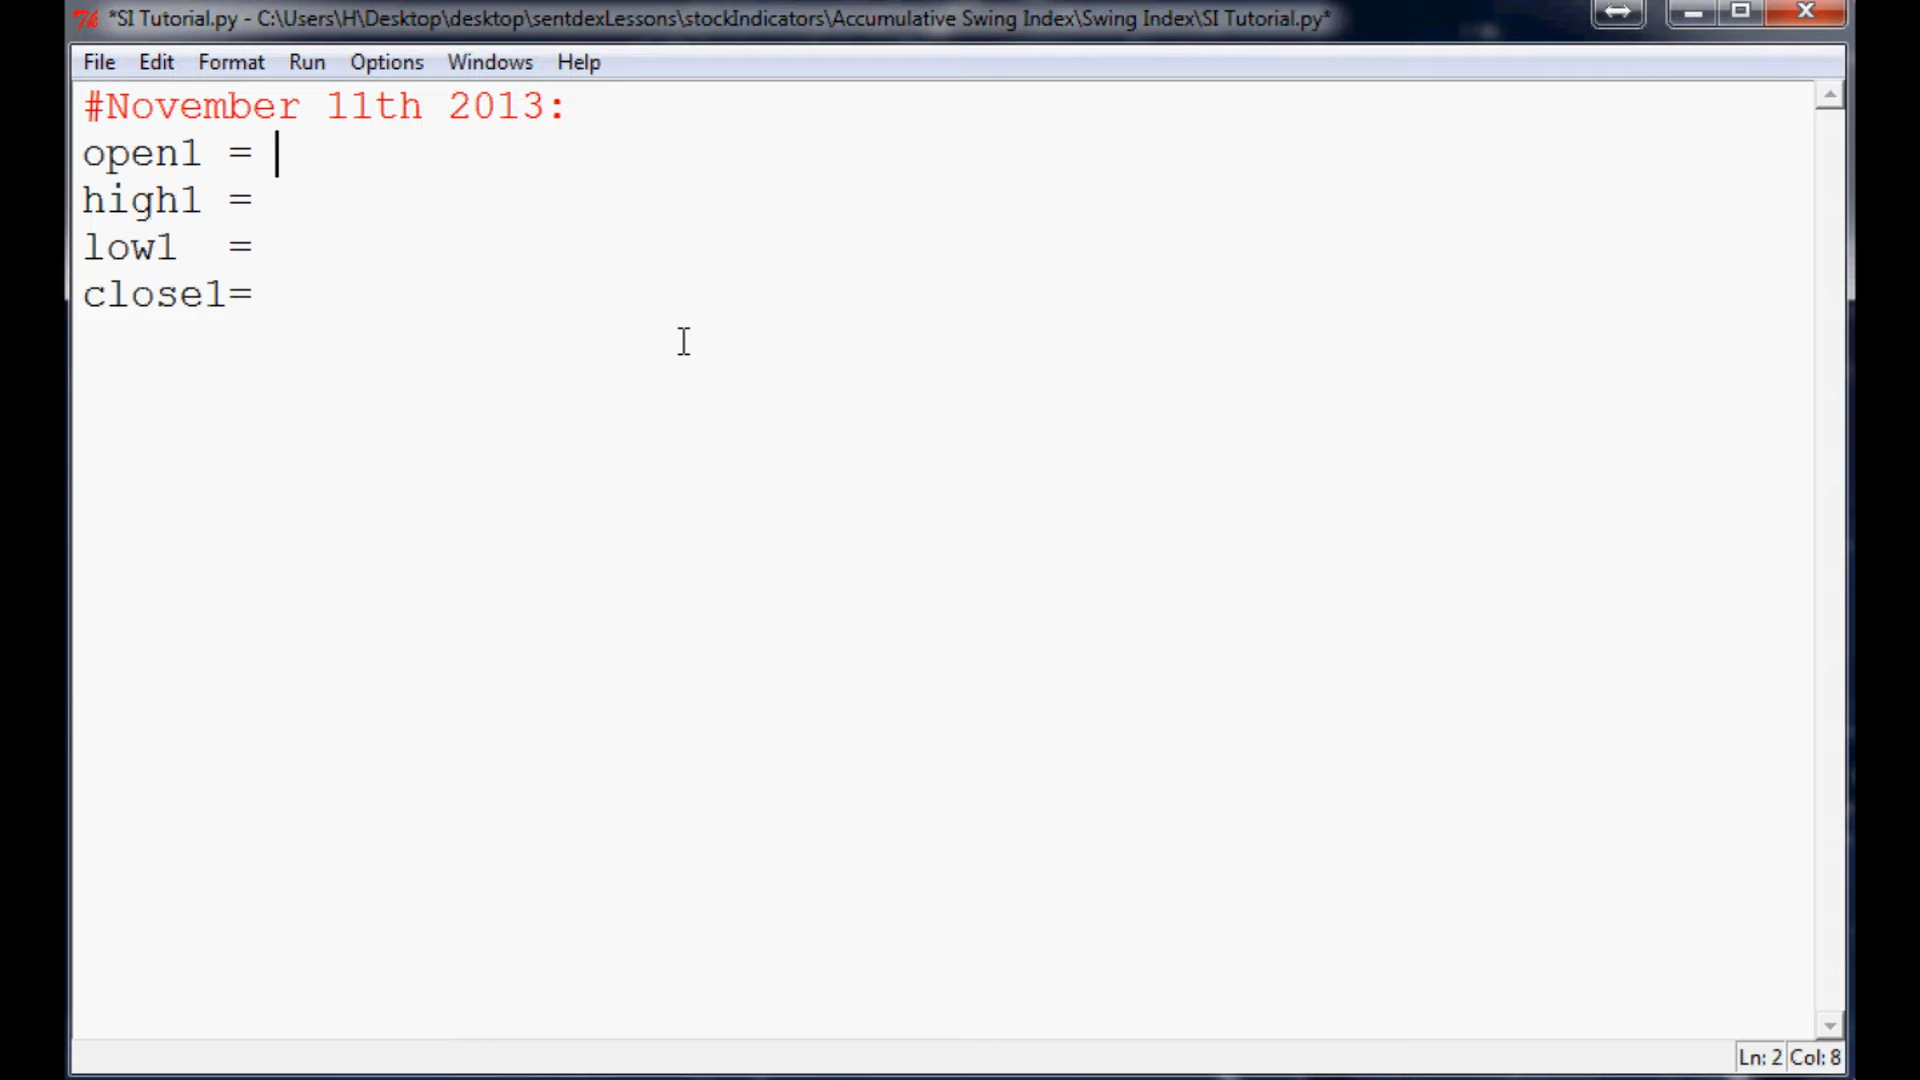 *SI Tutorial.py - C:\Users\H\Desktop\desktop\sentdexLessons\stockIndicators\Accumulative Swing Index\Swing Index\SI Tutorial.py*
File Edit Format Run Options Windows Help
#November 11th 2013:
open1 =
high1 =
low1  =
close1=
Ln: 2 Col: 8